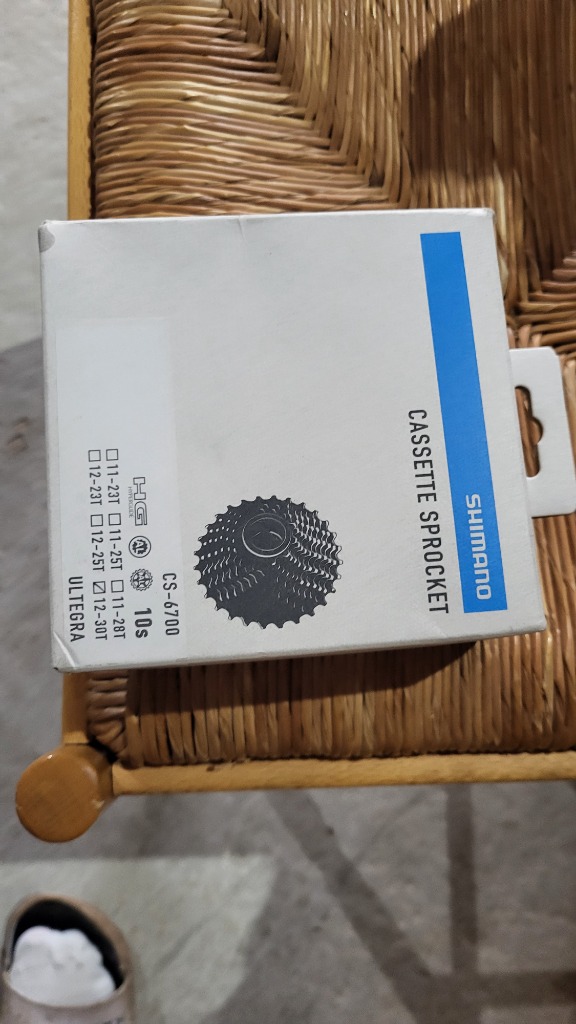 SHIMANO
CASSETTE SPROCKET
CS-6700
HG 10s
☐11-23T ☐11-25T ☐11-28T
☐12-23T ☐12-25T ☑12-30T
ULTEGRA